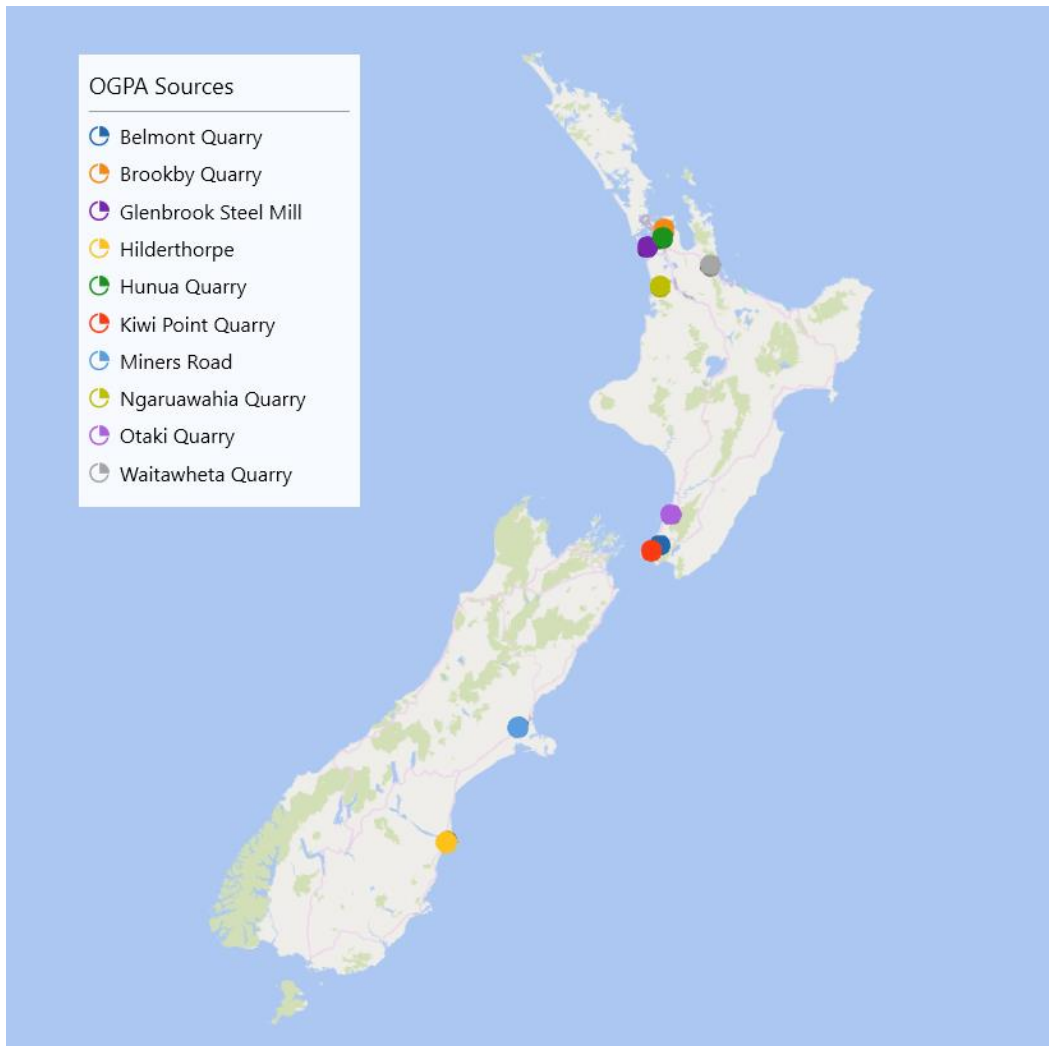 OGPA Sources
Belmont Quarry
Brookby Quarry
Glenbrook Steel Mill
Hilderthorpe
Hunua Quarry
Kiwi Point Quarry
Miners Road
Ngaruawahia Quarry
Otaki Quarry
Waitawheta Quarry